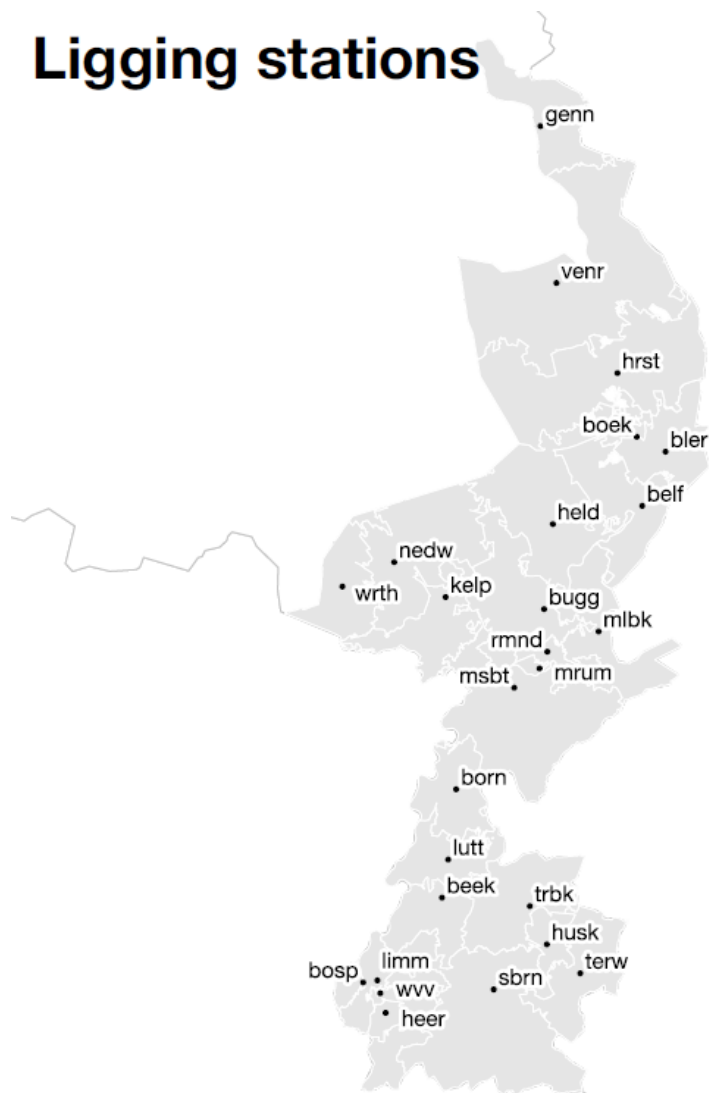 Ligging stations
genn
venr
hrst
boek
bler
belf
held
nedw
wrth
kelp
bugg
mlbk
rmnd
mrum
msbt
born
lutt
beek
trbk
husk
terw
limm
bosp
sbrn
wvv
heer